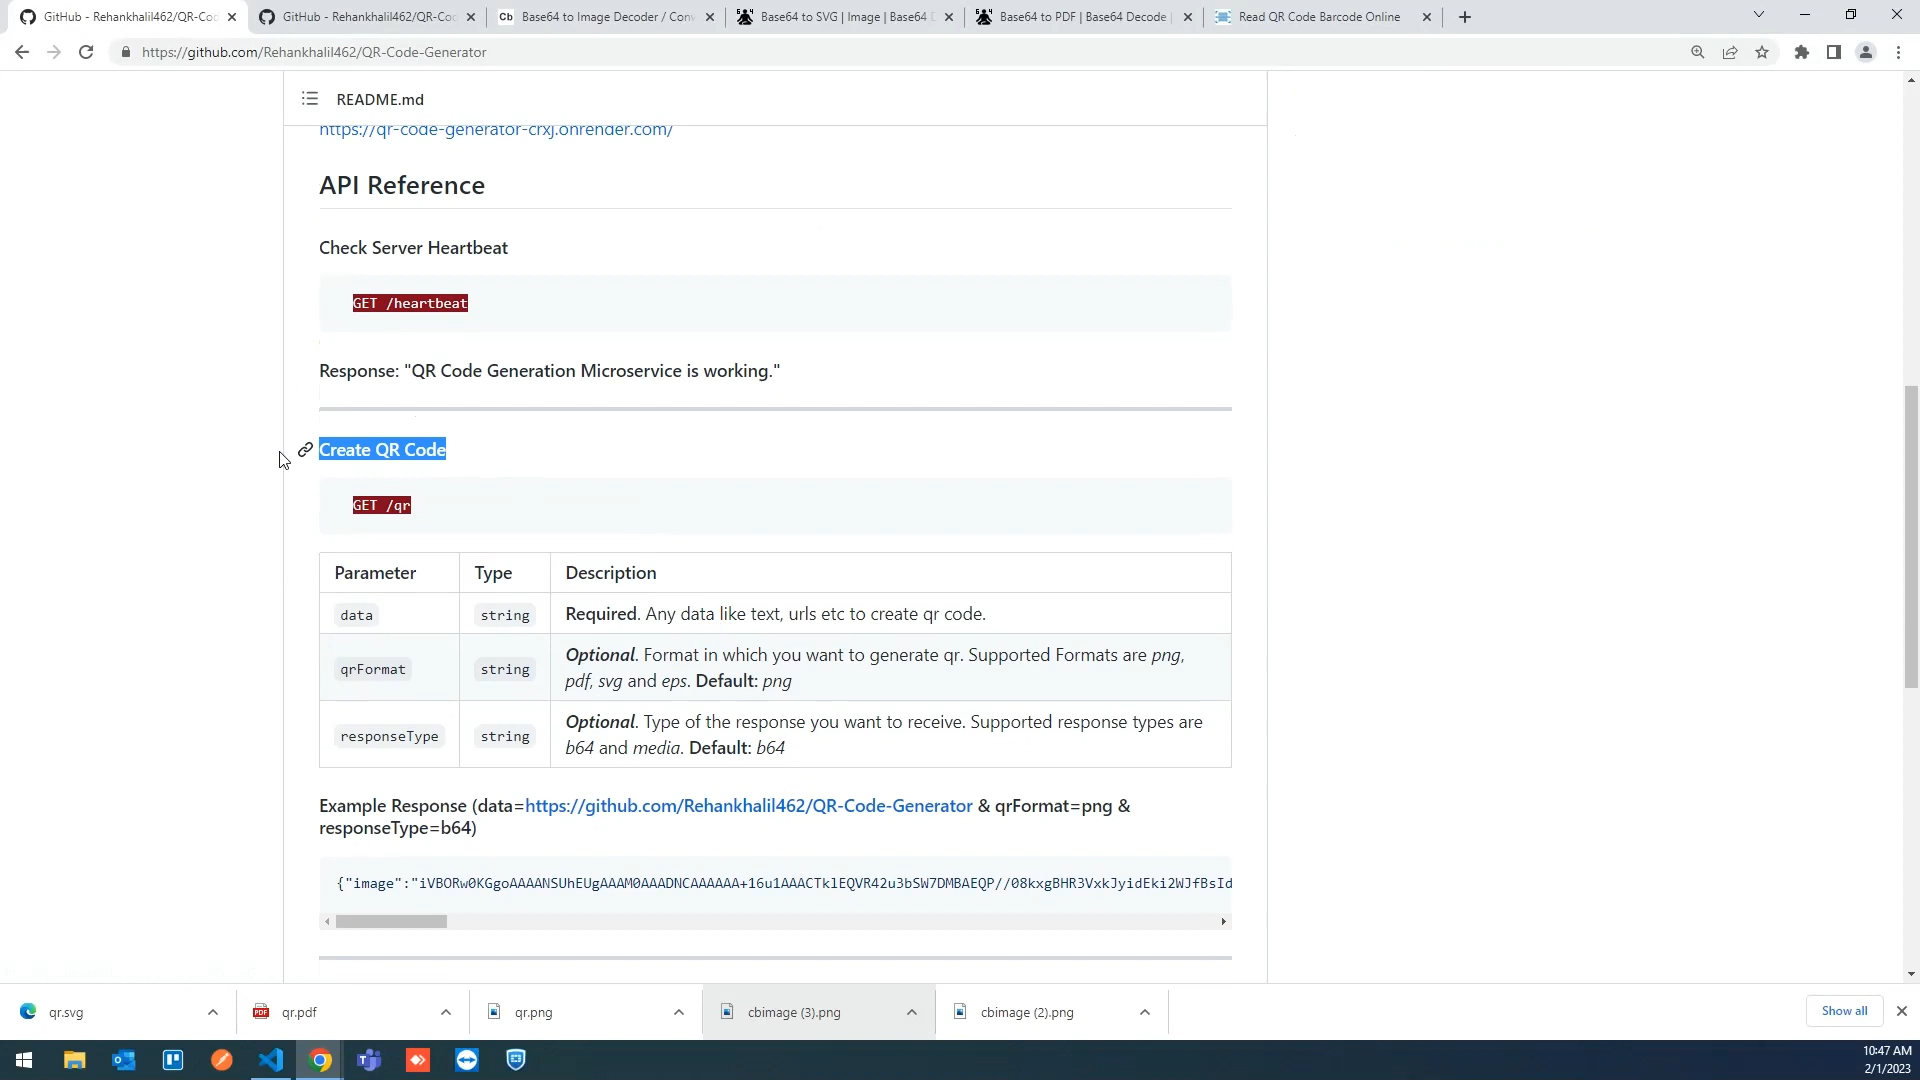 GitHub - Rehankhalil462/QR-Cod
GitHub - Rehankhalil462/QR-Co
Cb Base64 to Image Decoder / Con
Base64 to SVG | Image | Base64 D
Base64 to PDF | Base64 Decode |
Read QR Code Barcode Online
https://github.com/Rehankhalil462/QR-Code-Generator
README.md
https://qr-code-generator-crxj.onrender.com/
API Reference
Check Server Heartbeat
GET /heartbeat
Response: "QR Code Generation Microservice is working."
Create QR Code
GET /qr
Parameter Type Description
data string Required. Any data like text, urls etc to create qr code.
qrFormat string Optional. Format in which you want to generate qr. Supported Formats are png,
pdf, svg and eps. Default: png
responseType string Optional. Type of the response you want to receive. Supported response types are
b64 and media. Default: b64
Example Response (data=https://github.com/Rehankhalil462/QR-Code-Generator & qrFormat=png &
responseType=b64)
{"image":"iVBORw0KGgoAAAANSUhEUgAAAM0AAADNCAAAAAA+16u1AAACTklEQVR42u3bSW7DMBAEQP//08kxgBHR3VxkJyidEki2WJfBsId
qr.svg
PDF qr.pdf
qr.png
cbimage (3).png
cbimage (2).png
Show all
10:47 AM
2/1/2023